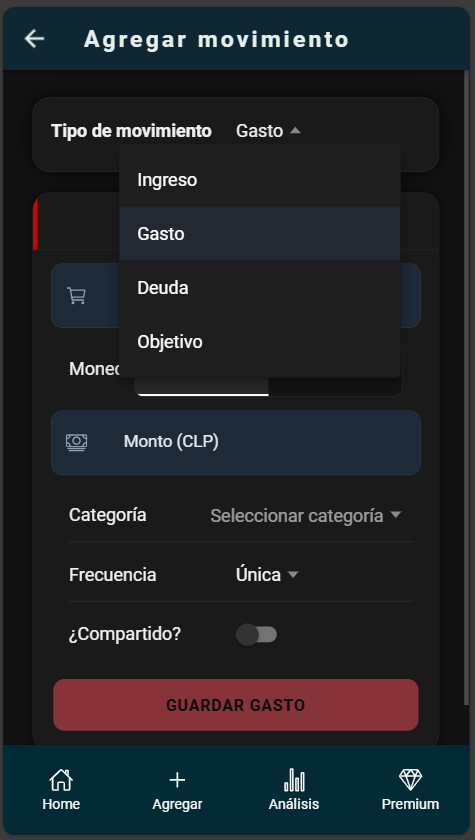 Agregar movimiento
Tipo de movimiento Gasto
Ingreso
Gasto
Deuda
Objetivo
Monto (CLP)
Categoría Seleccionar categoría
Frecuencia Única
¿Compartido?
GUARDAR GASTO
Home Agregar Análisis Premium